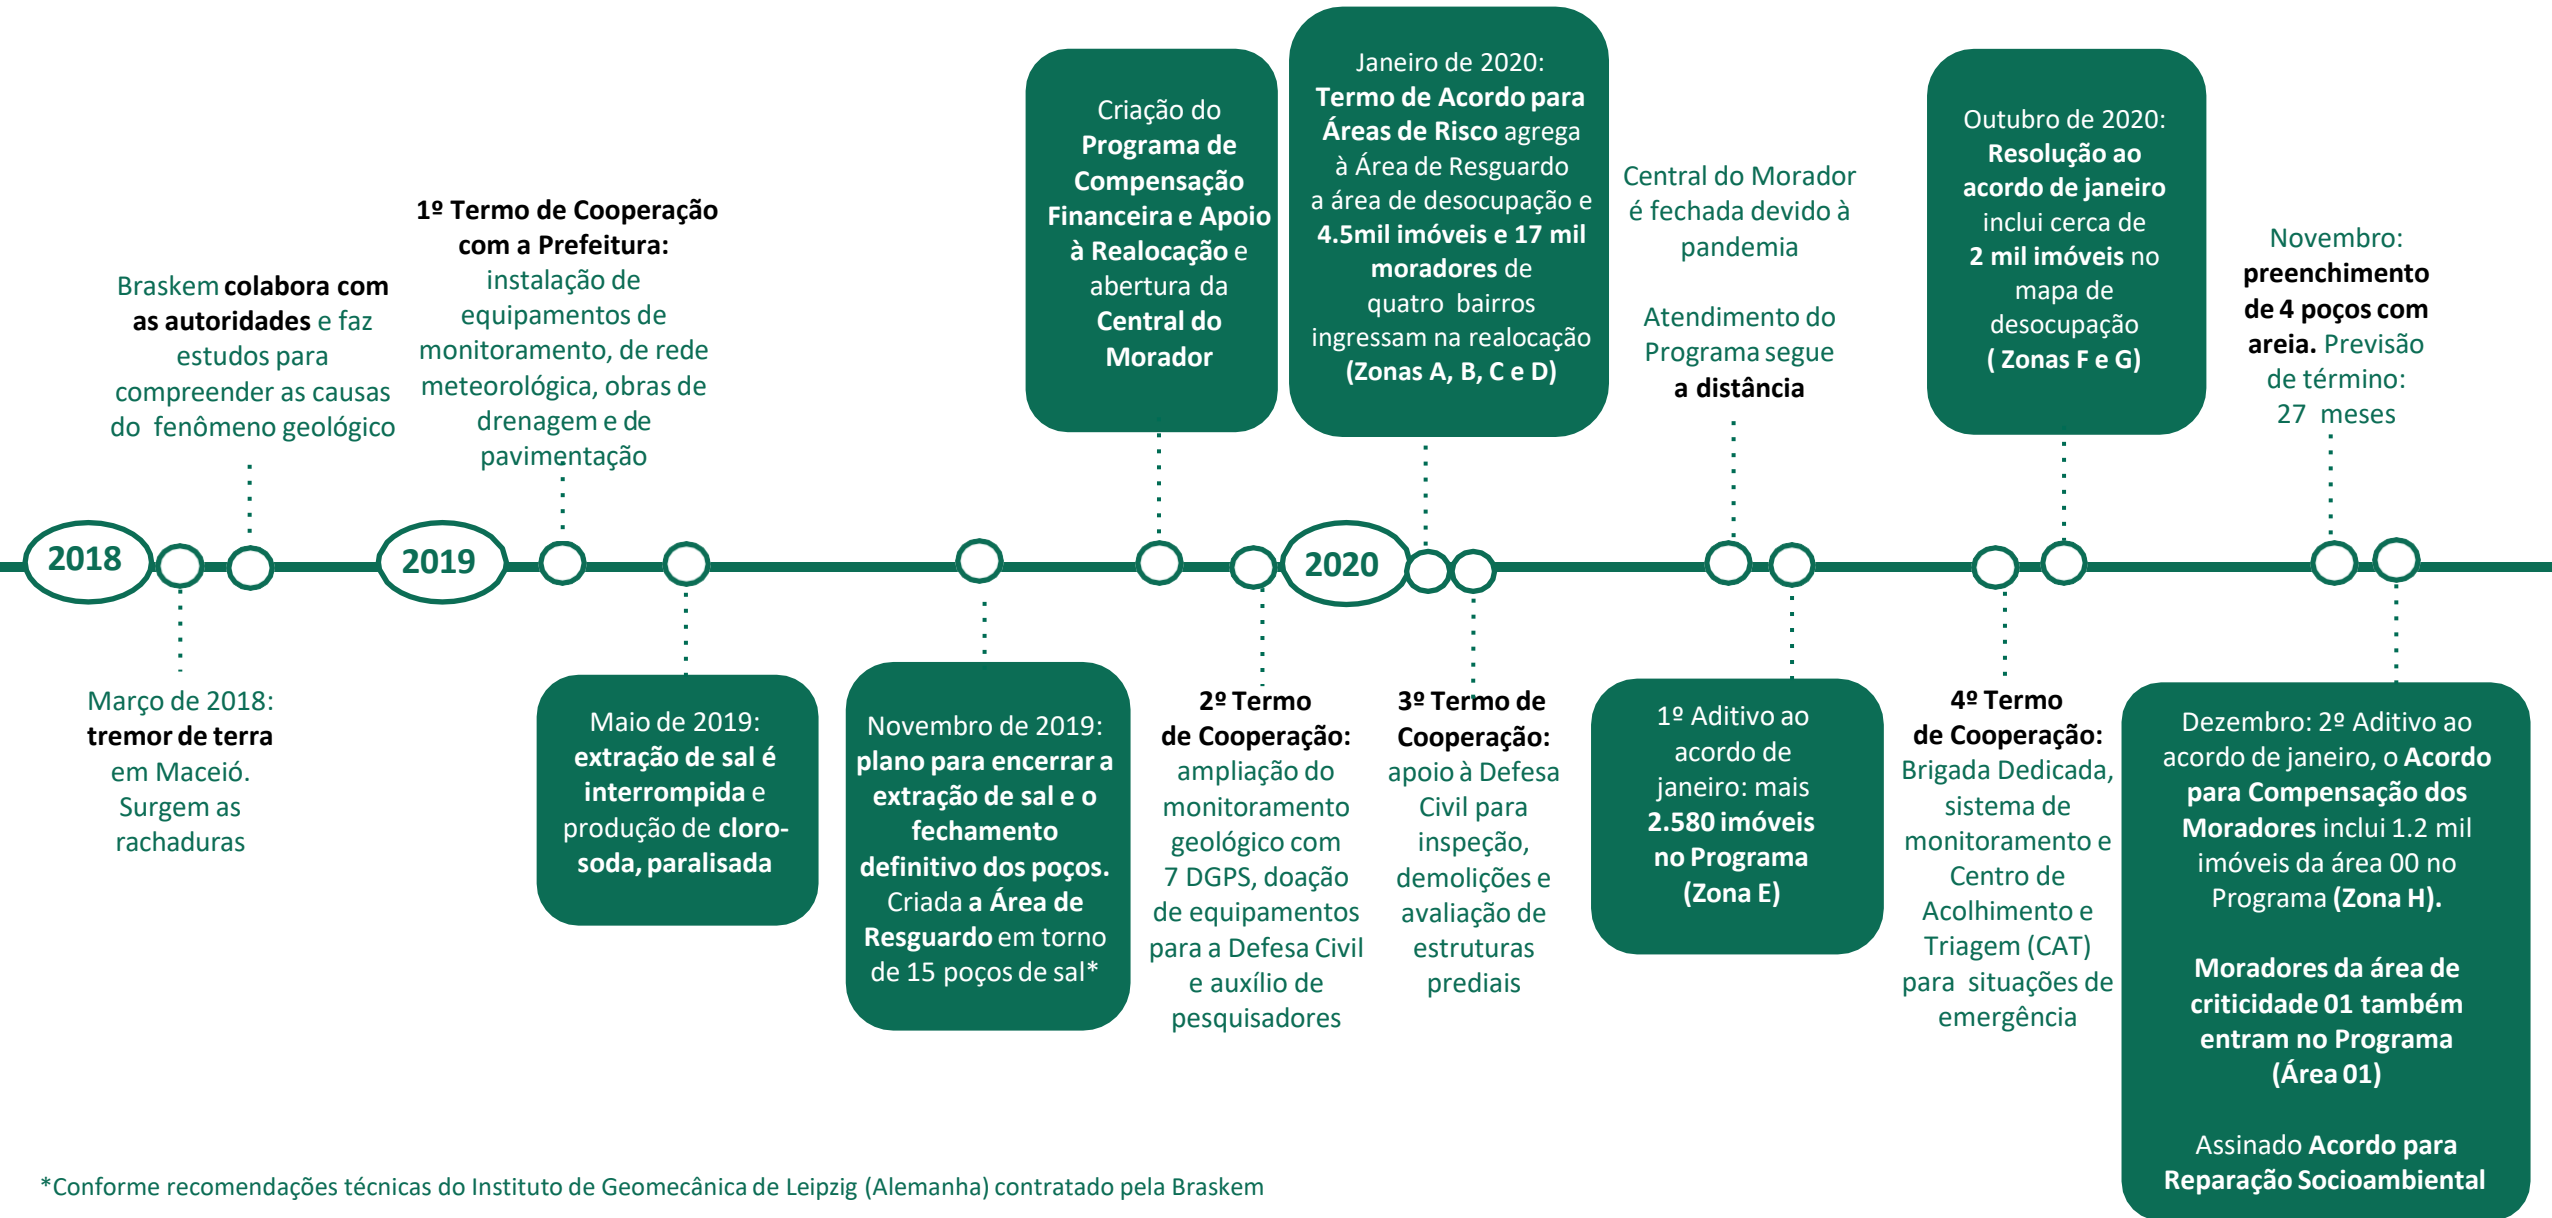 Braskem colabora com
as autoridades e faz
estudos para
compreender as causas
do fenômeno geológico
1º Termo de Cooperação
com a Prefeitura:
instalação de
equipamentos de
monitoramento, de rede
meteorológica, obras de
drenagem e de
pavimentação
Criação do
Programa de
Compensação
Financeira e Apoio
à Realocação e
abertura da
Central do
Morador
Janeiro de 2020:
Termo de Acordo para
Áreas de Risco agrega
à Área de Resguardo
a área de desocupação e
4.5mil imóveis e 17 mil
moradores de
quatro bairros
ingressam na realocação
(Zonas A, B, C e D)
Central do Morador
é fechada devido à
pandemia
Atendimento do
Programa segue
a distância
Outubro de 2020:
Resolução ao
acordo de janeiro
inclui cerca de
2 mil imóveis no
mapa de
desocupação
( Zonas F e G)
Novembro:
preenchimento
de 4 poços com
areia. Previsão
de término:
27 meses
2018
2019
2020
Março de 2018:
tremor de terra
em Maceió.
Surgem as
rachaduras
Maio de 2019:
extração de sal é
interrompida e
produção de cloro-
soda, paralisada
Novembro de 2019:
plano para encerrar a
extração de sal e o
fechamento
definitivo dos poços.
Criada a Área de
Resguardo em torno
de 15 poços de sal*
2º Termo
de Cooperação:
ampliação do
monitoramento
geológico com
7 DGPS, doação
de equipamentos
para a Defesa Civil
e auxílio de
pesquisadores
3º Termo de
Cooperação:
apoio à Defesa
Civil para
inspeção,
demolições e
avaliação de
estruturas
prediais
1º Aditivo ao
acordo de
janeiro: mais
2.580 imóveis
no Programa
(Zona E)
4º Termo
de Cooperação:
Brigada Dedicada,
sistema de
monitoramento e
Centro de
Acolhimento e
Triagem (CAT)
para situações de
emergência
Dezembro: 2º Aditivo ao
acordo de janeiro, o Acordo
para Compensação dos
Moradores inclui 1.2 mil
imóveis da área 00 no
Programa (Zona H).
Moradores da área de
criticidade 01 também
entram no Programa
(Área 01)
Assinado Acordo para
Reparação Socioambiental
*Conforme recomendações técnicas do Instituto de Geomecânica de Leipzig (Alemanha) contratado pela Braskem